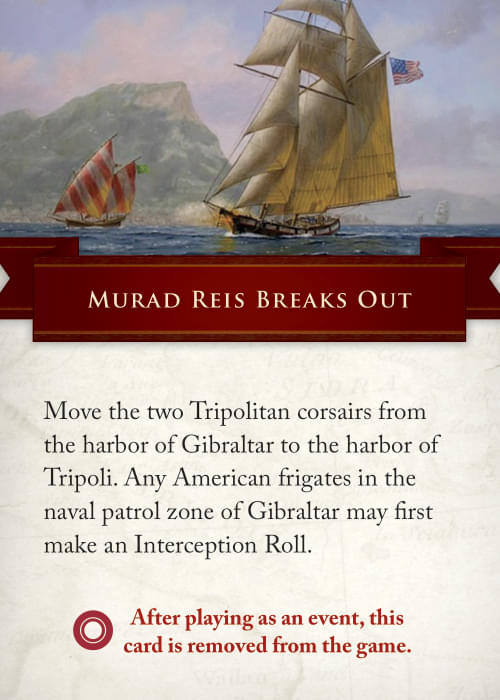 Murad Reis Breaks Out
Move the two Tripolitan corsairs from
the harbor of Gibraltar to the harbor of
Tripoli. Any American frigates in the
naval patrol zone of Gibraltar may first
make an Interception Roll.
After playing as an event, this
card is removed from the game.